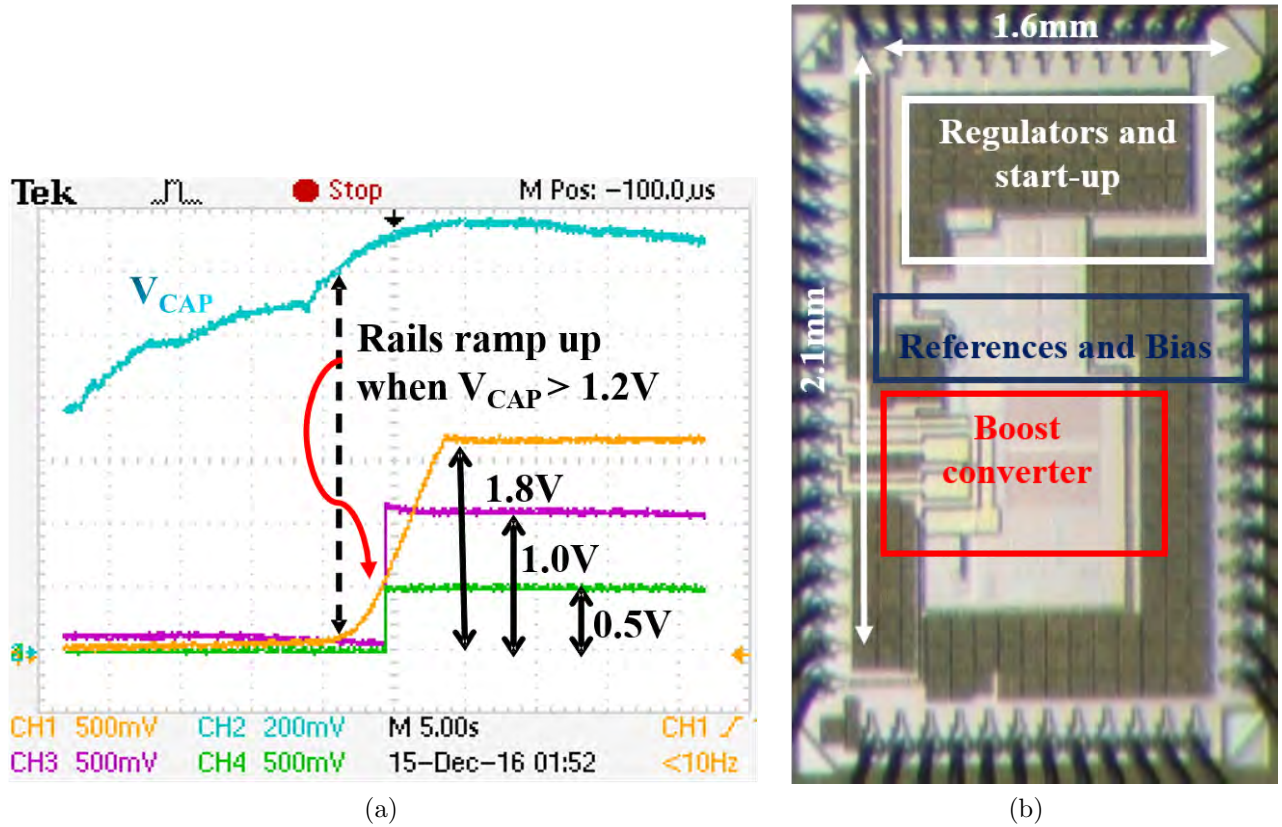 Tek
Stop
M Pos: -100.0µs
V_CAP
Rails ramp up
when V_CAP > 1.2V
1.8V
1.0V
0.5V
CH1 500mV CH2 200mV M 5.00s CH1
CH3 500mV CH4 500mV 15-Dec-16 01:52 <10Hz
(a)
1.6mm
2.1mm
Regulators and
start-up
References and Bias
Boost
converter
(b)